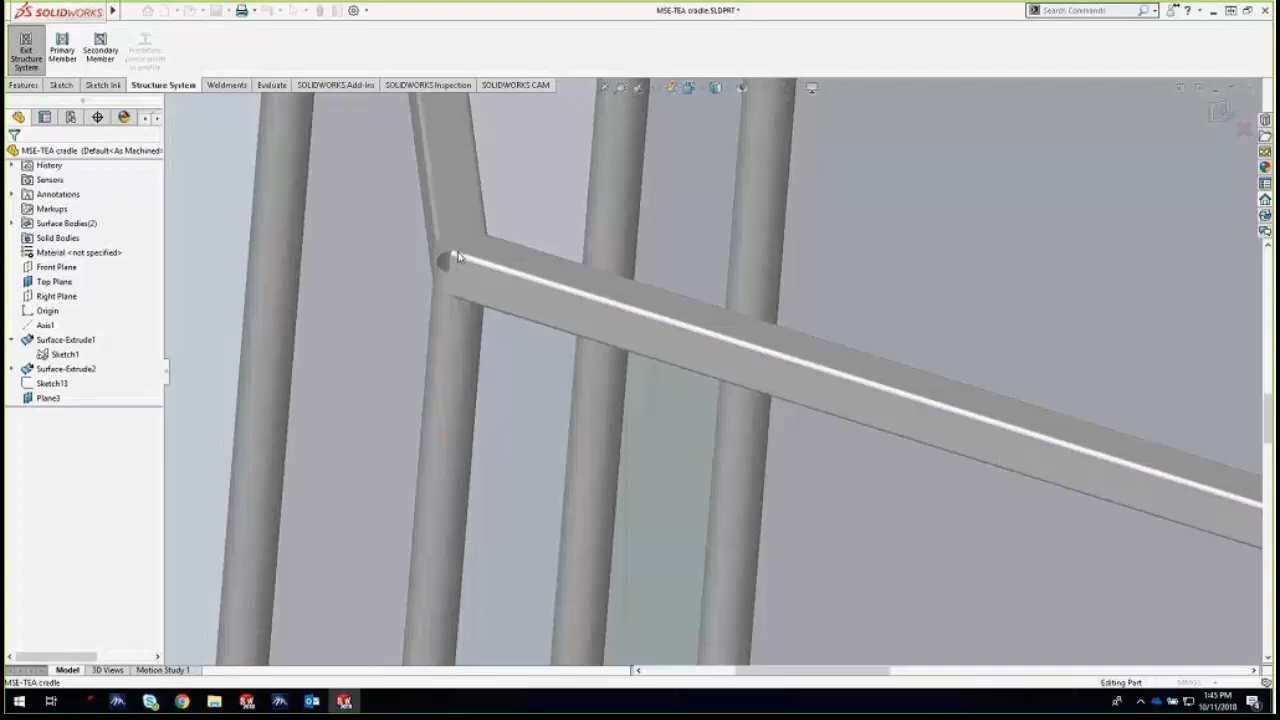 SOLIDWORKS
MSE-TEA cradle.SLDPRT *
Search Commands
Exit Structure System
Primary Member
Secondary Member
Features Sketch Sketch Ink Structure System Weldments Evaluate SOLIDWORKS Add-Ins SOLIDWORKS Inspection SOLIDWORKS CAM
MSE-TEA cradle (Default<As Machined>
History
Sensors
Annotations
Markups
Surface Bodies(2)
Solid Bodies
Material <not specified>
Front Plane
Top Plane
Right Plane
Origin
Axis1
Surface-Extrude1
Sketch1
Surface-Extrude2
Sketch13
Plane3
Model 3D Views Motion Study 1
MSE-TEA cradle Editing Part MMGS
1:45 PM
10/11/2018